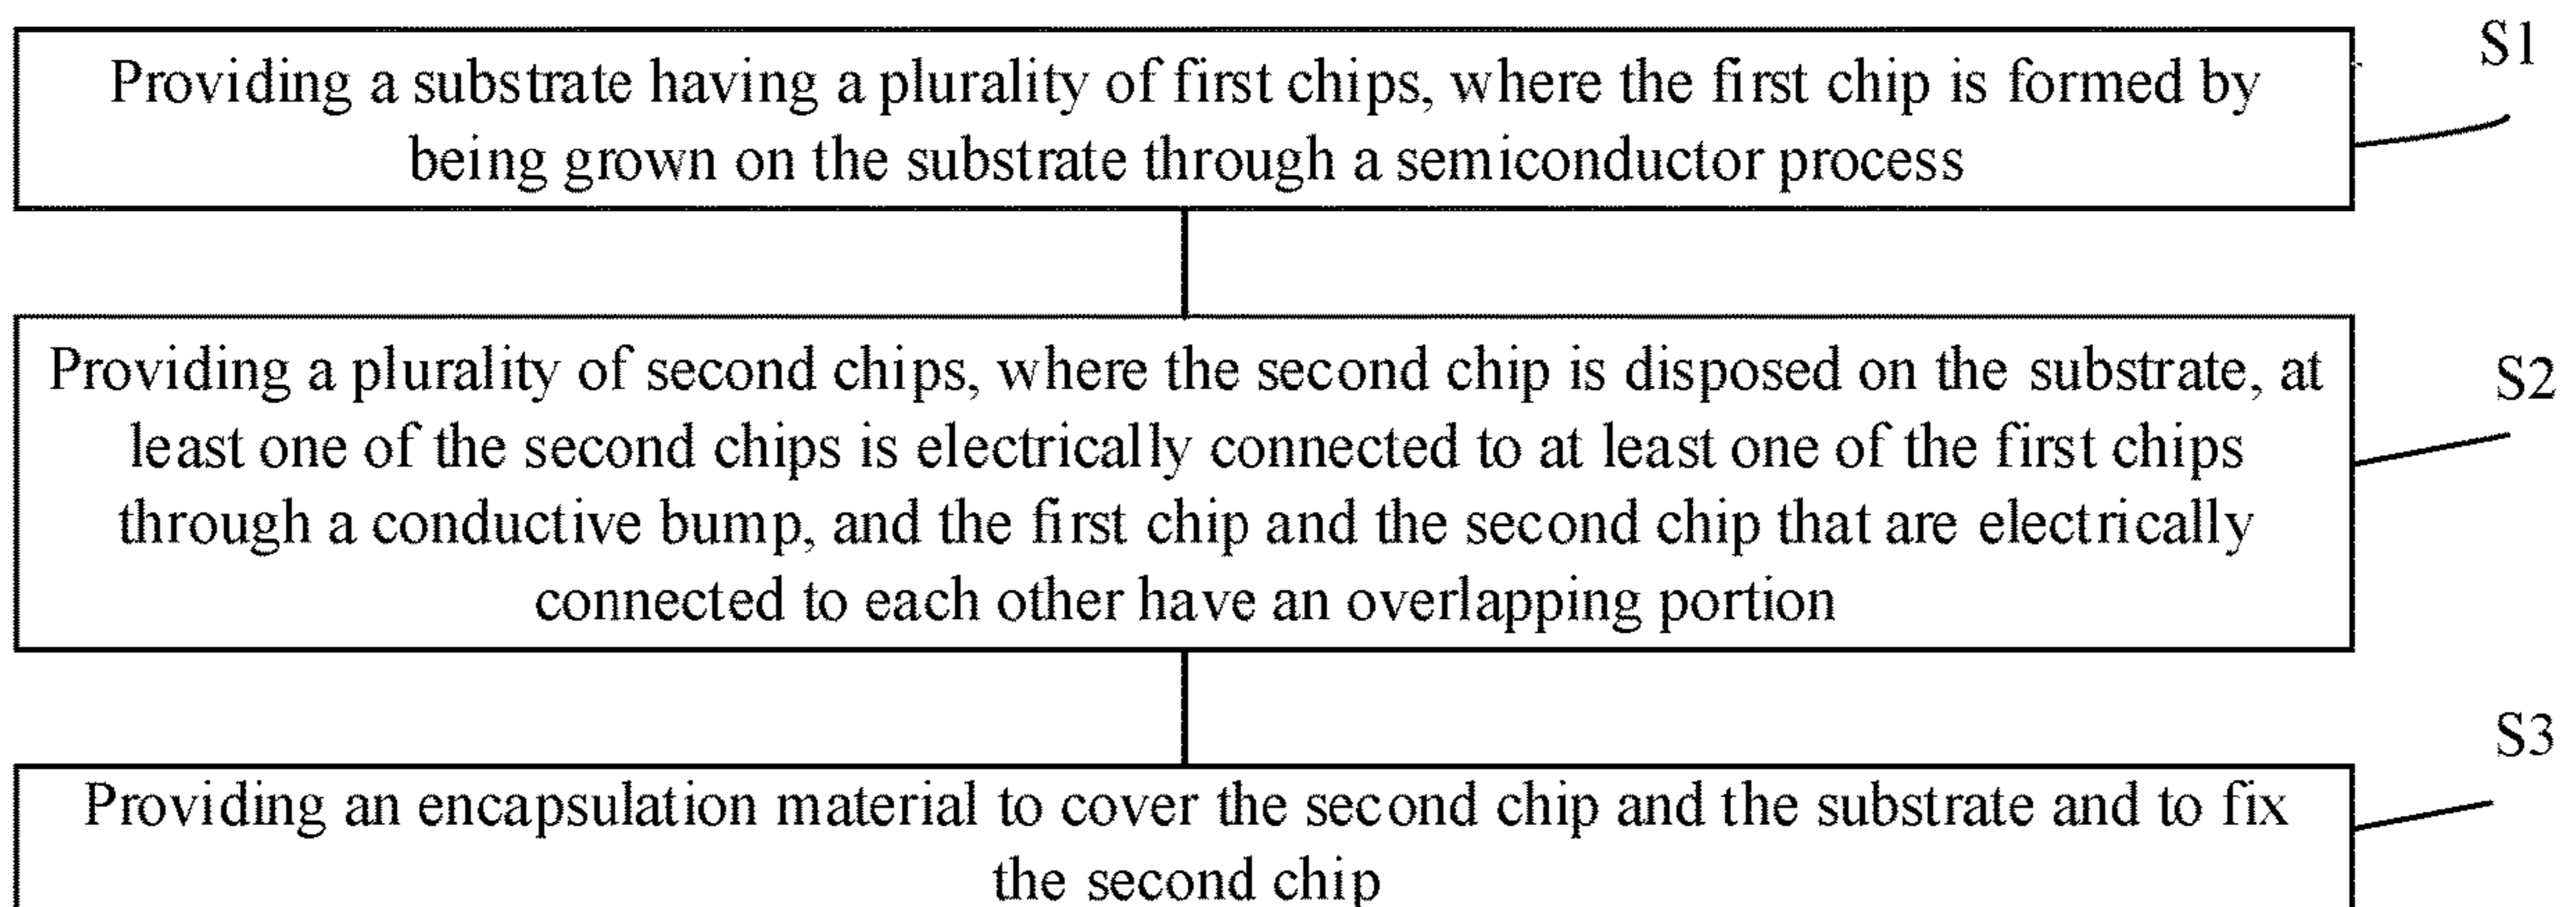 S1
Providing a substrate having a plurality of first chips, where the first chip is formed by
being grown on the substrate through a semiconductor process
S2
Providing a plurality of second chips, where the second chip is disposed on the substrate, at
least one of the second chips is electrically connected to at least one of the first chips
through a conductive bump, and the first chip and the second chip that are electrically
connected to each other have an overlapping portion
S3
Providing an encapsulation material to cover the second chip and the substrate and to fix
the second chip